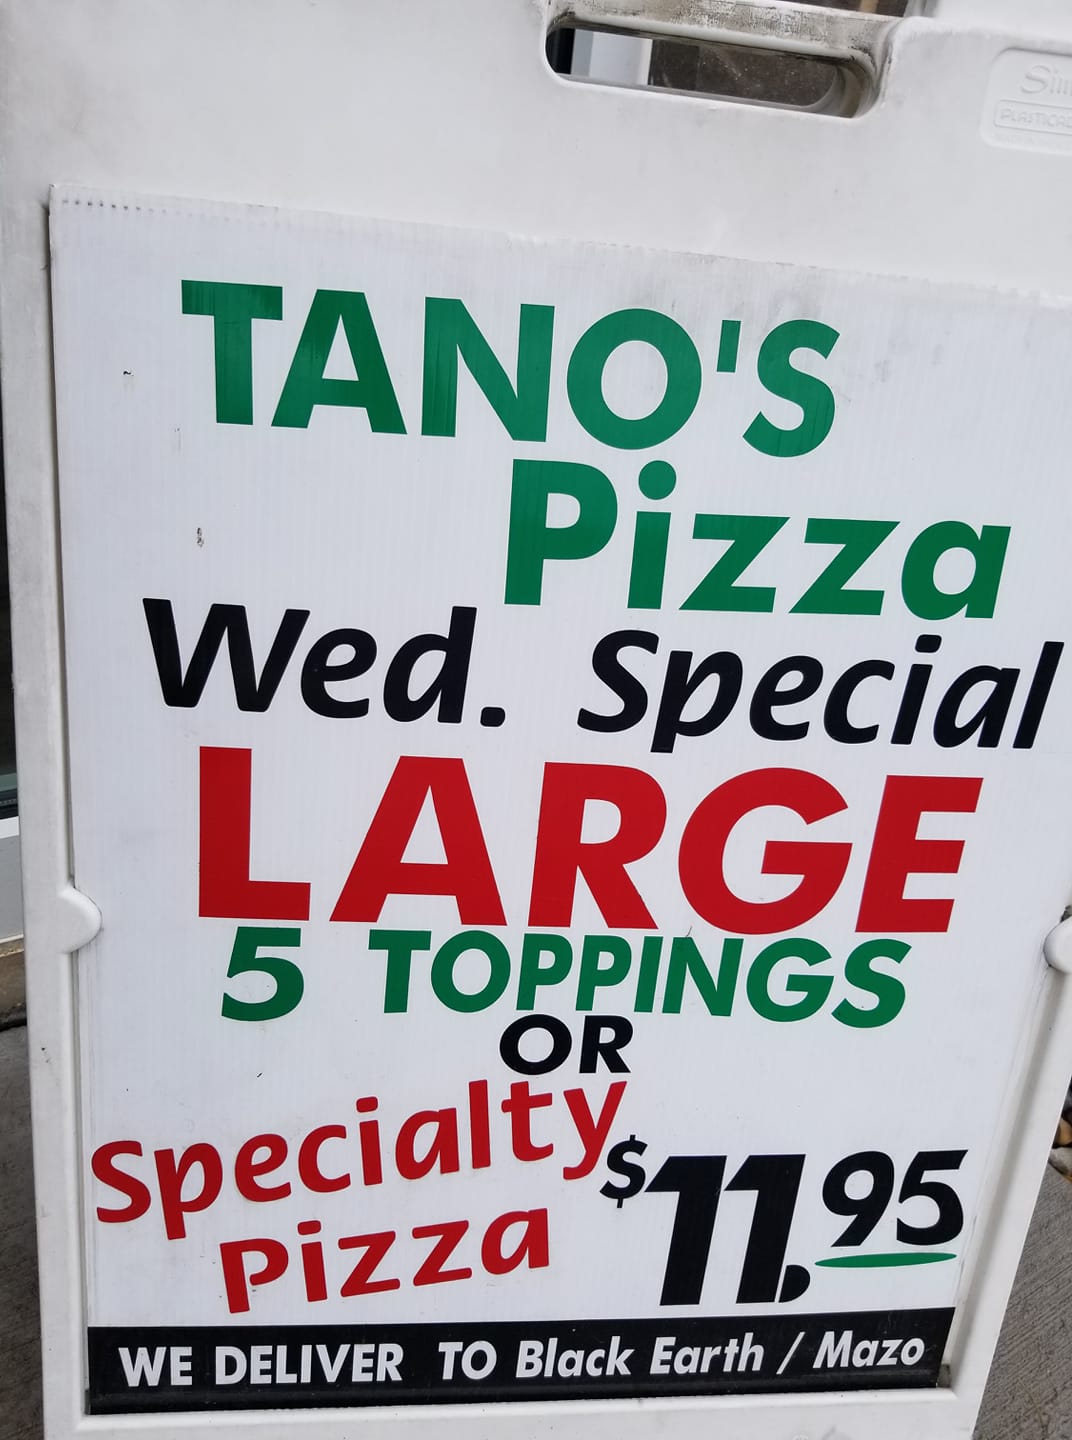 TANO'S
Pizza
Wed. Special
LARGE
5 TOPPINGS
OR
Specialty
Pizza
$11.95
WE DELIVER TO Black Earth / Mazo